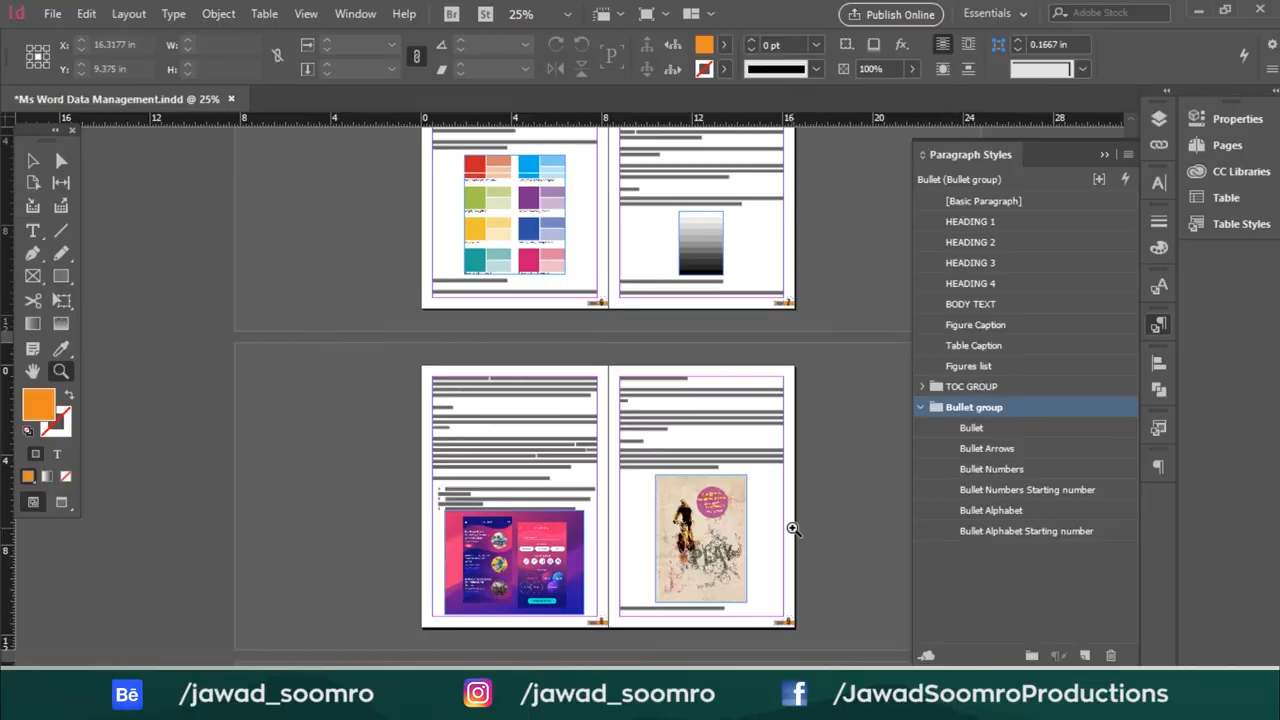 Id File Edit Layout Type Object Table View Window Help Br St 25% Publish Online Essentials Adobe Stock
X: 16.3177 in W: 0 pt fx. 0.1667 in
Y: 9.375 in H: P 100%
*Ms Word Data Management.indd @ 25% ×
16 12 8 4 0 4 8 12 16 20 24 28
Paragraph Styles
Bullet (Bullet group)
[Basic Paragraph]
HEADING 1
HEADING 2
HEADING 3
HEADING 4
BODY TEXT
Figure Caption
Table Caption
Figures list
TOC GROUP
Bullet group
Bullet
Bullet Arrows
Bullet Numbers
Bullet Numbers Starting number
Bullet Alphabet
Bullet Alphabet Starting number
Properties
Pages
CC Libraries
Table
Table Styles
Bē /jawad_soomro /jawad_soomro f /JawadSoomroProductions